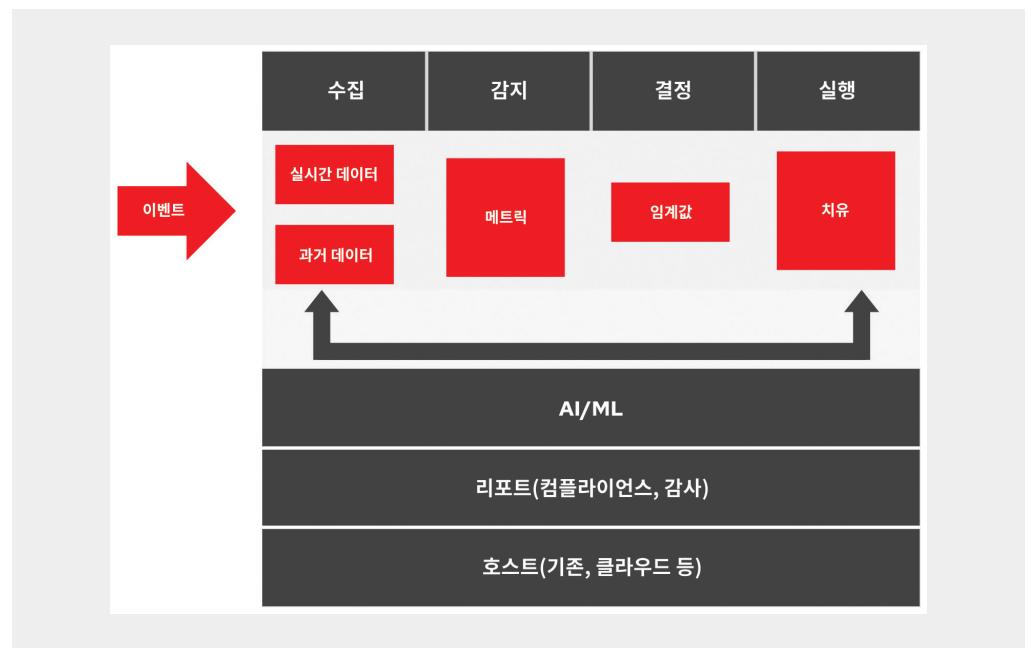 수집
감지
결정
실행
이벤트
실시간 데이터
과거 데이터
메트릭
임계값
치유
AI/ML
리포트(컴플라이언스, 감사)
호스트(기존, 클라우드 등)